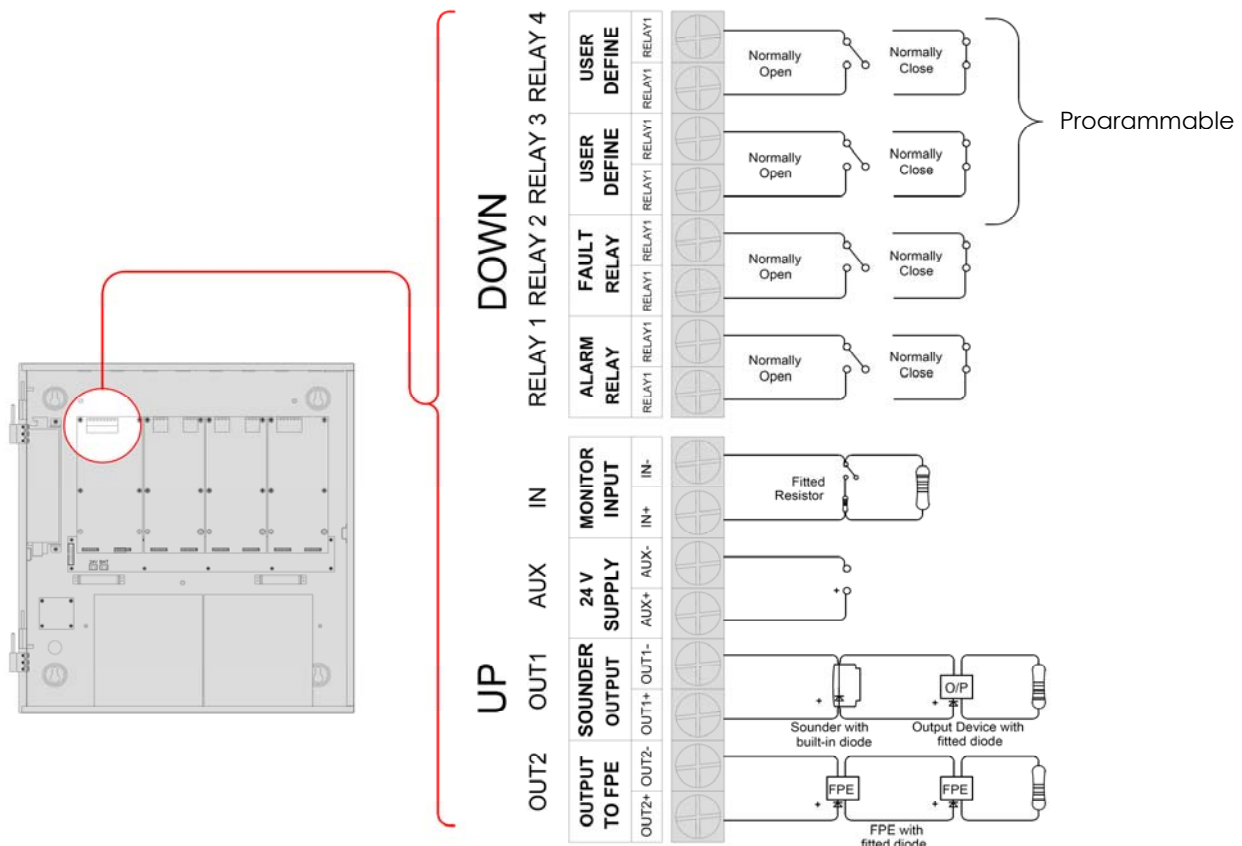 DOWN
RELAY 1 RELAY 2 RELAY 3 RELAY 4
USER
DEFINE
RELAY1
RELAY1
Normally
Open
Normally
Close
USER
DEFINE
RELAY1
RELAY1
Normally
Open
Normally
Close
Proarammable
FAULT
RELAY
RELAY1
RELAY1
Normally
Open
Normally
Close
ALARM
RELAY
RELAY1
RELAY1
Normally
Open
Normally
Close
UP
IN
MONITOR
INPUT
IN-
IN+
Fitted
Resistor
AUX
24 V
SUPPLY
AUX-
AUX+
+
OUT1
SOUNDER
OUTPUT
OUT1-
OUT1+
+
O/P
+
Sounder with
built-in diode
Output Device with
fitted diode
OUT2
OUTPUT
TO FPE
OUT2-
OUT2+
FPE
+
FPE
+
FPE with
fitted diode